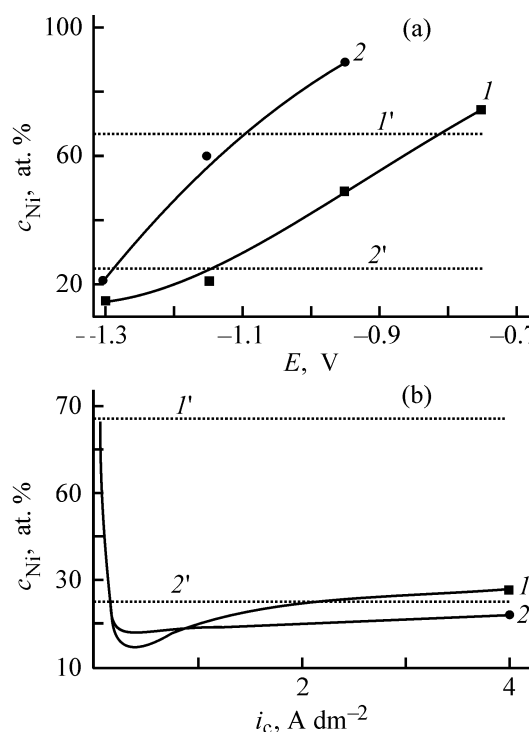 100
(a)
2
1
1'
60
2'
20
c_Ni, at. %
– –1.3 –1.1 –0.9 –0.7
E, V
70
(b)
1'
60
c_Ni, at. %
30
2'
1
2
10
2 4
i_c, A dm⁻²